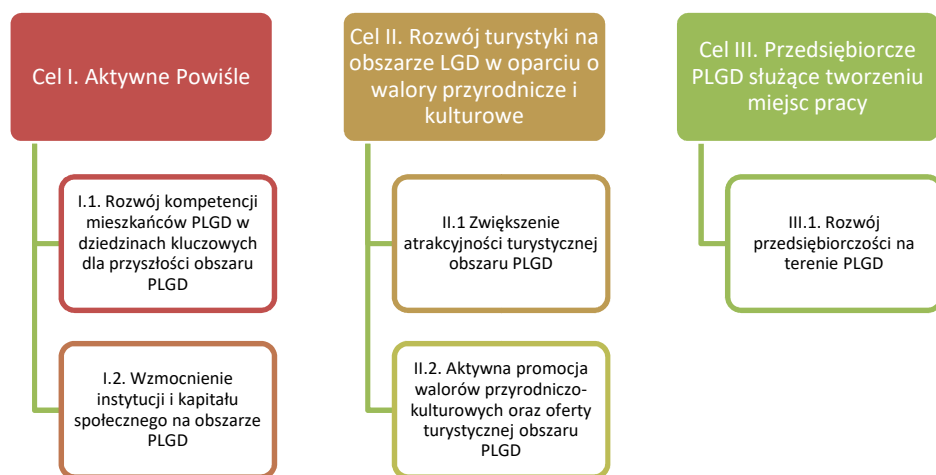 Cel I. Aktywne Powiśle
I.1. Rozwój kompetencji
mieszkańców PLGD w
dziedzinach kluczowych
dla przyszłości obszaru
PLGD
I.2. Wzmocnienie
instytucji i kapitału
społecznego na obszarze
PLGD
Cel II. Rozwój turystyki na
obszarze LGD w oparciu o
walory przyrodnicze i
kulturowe
II.1 Zwiększenie
atrakcyjności turystycznej
obszaru PLGD
II.2. Aktywna promocja
walorów przyrodniczo-
kulturowych oraz oferty
turystycznej obszaru
PLGD
Cel III. Przedsiębiorcze
PLGD służące tworzeniu
miejsc pracy
III.1. Rozwój
przedsiębiorczości na
terenie PLGD